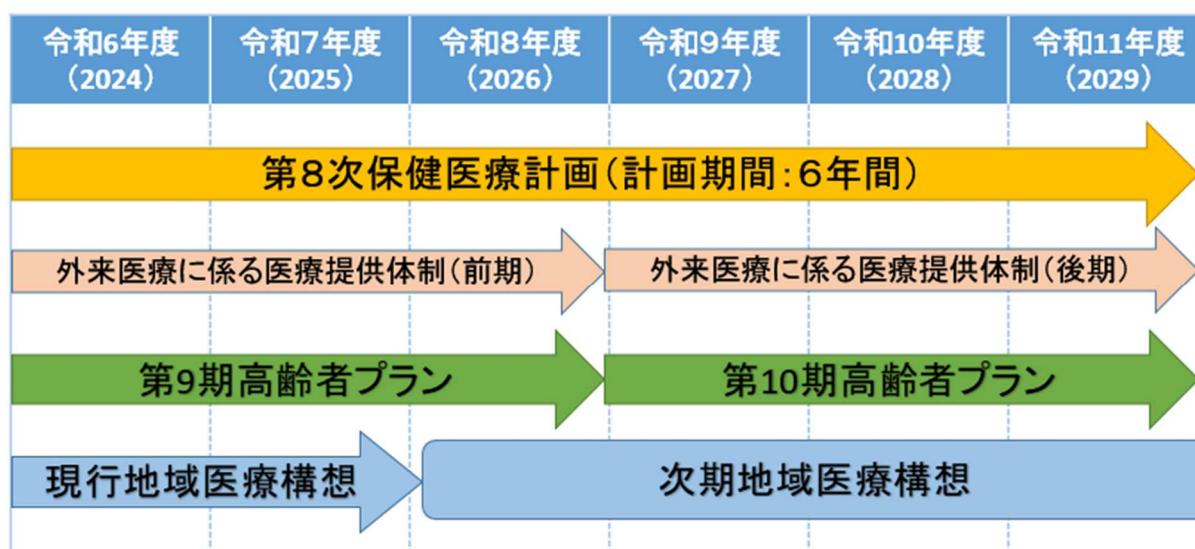 令和6年度
（2024）
令和7年度
（2025）
令和8年度
（2026）
令和9年度
（2027）
令和10年度
（2028）
令和11年度
（2029）
第８次保健医療計画（計画期間：６年間）
外来医療に係る医療提供体制（前期）
外来医療に係る医療提供体制（後期）
第9期高齢者プラン
第10期高齢者プラン
現行地域医療構想
次期地域医療構想